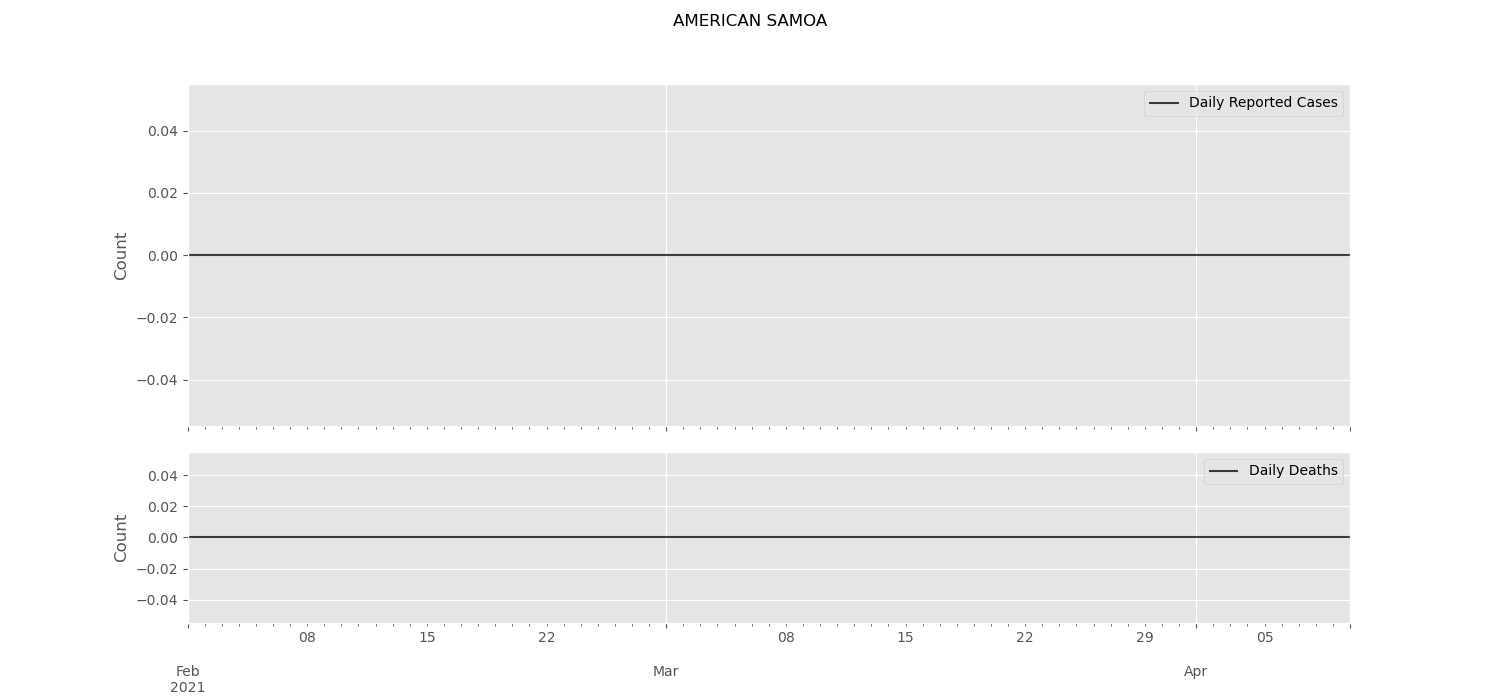 AMERICAN SAMOA
Daily Reported Cases
0.04
0.02
0.00
−0.02
−0.04
Count
Daily Deaths
0.04
0.02
0.00
−0.02
−0.04
Count
08 15 22 08 15 22 29 05
Feb Mar Apr
2021